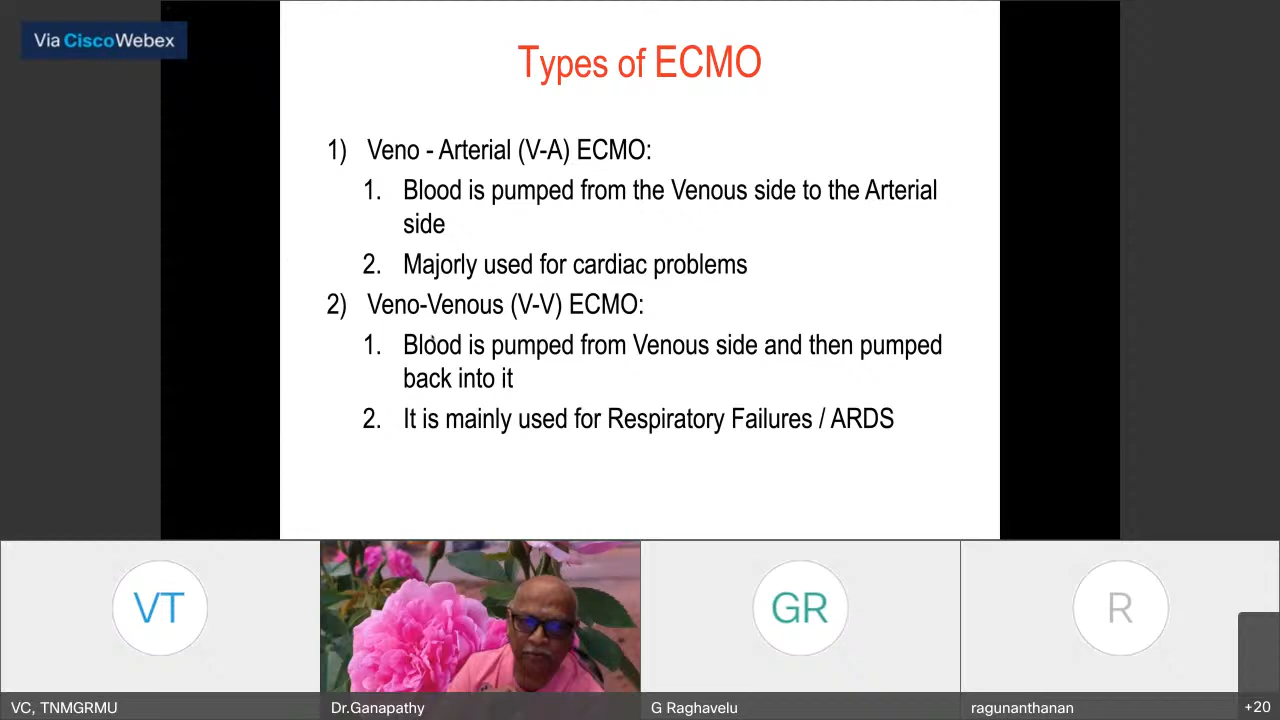 Via CiscoWebex
Types of ECMO
1) Veno - Arterial (V-A) ECMO:
1. Blood is pumped from the Venous side to the Arterial
side
2. Majorly used for cardiac problems
2) Veno-Venous (V-V) ECMO:
1. Blood is pumped from Venous side and then pumped
back into it
2. It is mainly used for Respiratory Failures / ARDS
VT
GR
R
VC, TNMGRMU
Dr.Ganapathy
G Raghavelu
ragunanthanan
+20